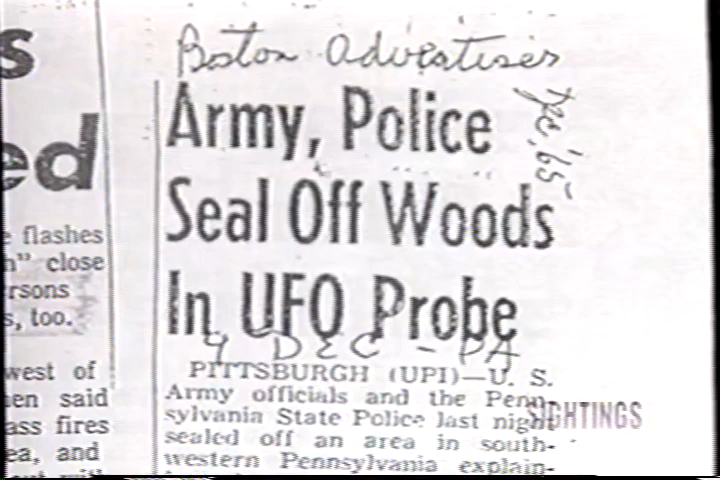 s
ed
e flashes
n" close
rsons
s, too.
west of
en said
ass fires
ea, and
Boston Advertiser
Dec. '65
Army, Police
Seal Off Woods
In UFO Probe
9 DEC - PA
PITTSBURGH (UPI)—U. S.
Army officials and the Penn-
sylvania State Police last night
SIGHTINGS
sealed off an area in south-
western Pennsylvania explain-